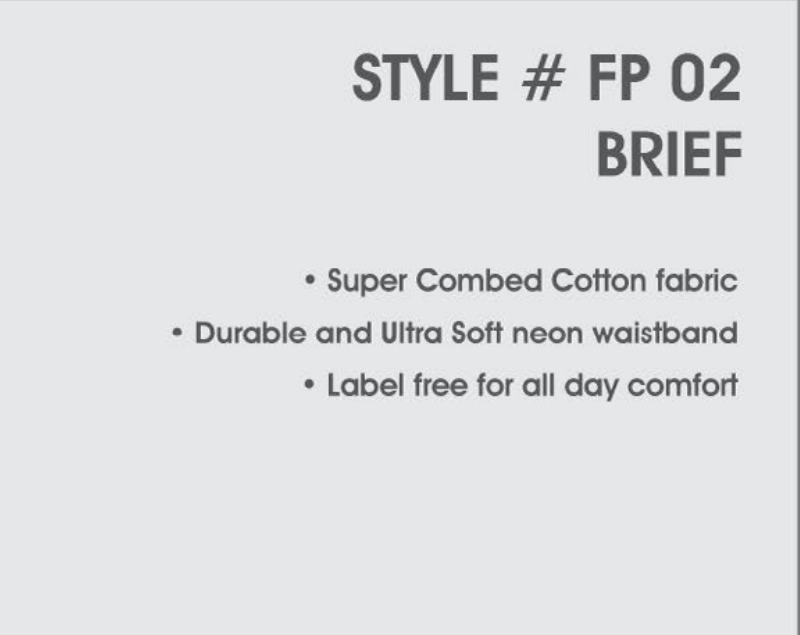 STYLE # FP 02
BRIEF
• Super Combed Cotton fabric
• Durable and Ultra Soft neon waistband
• Label free for all day comfort